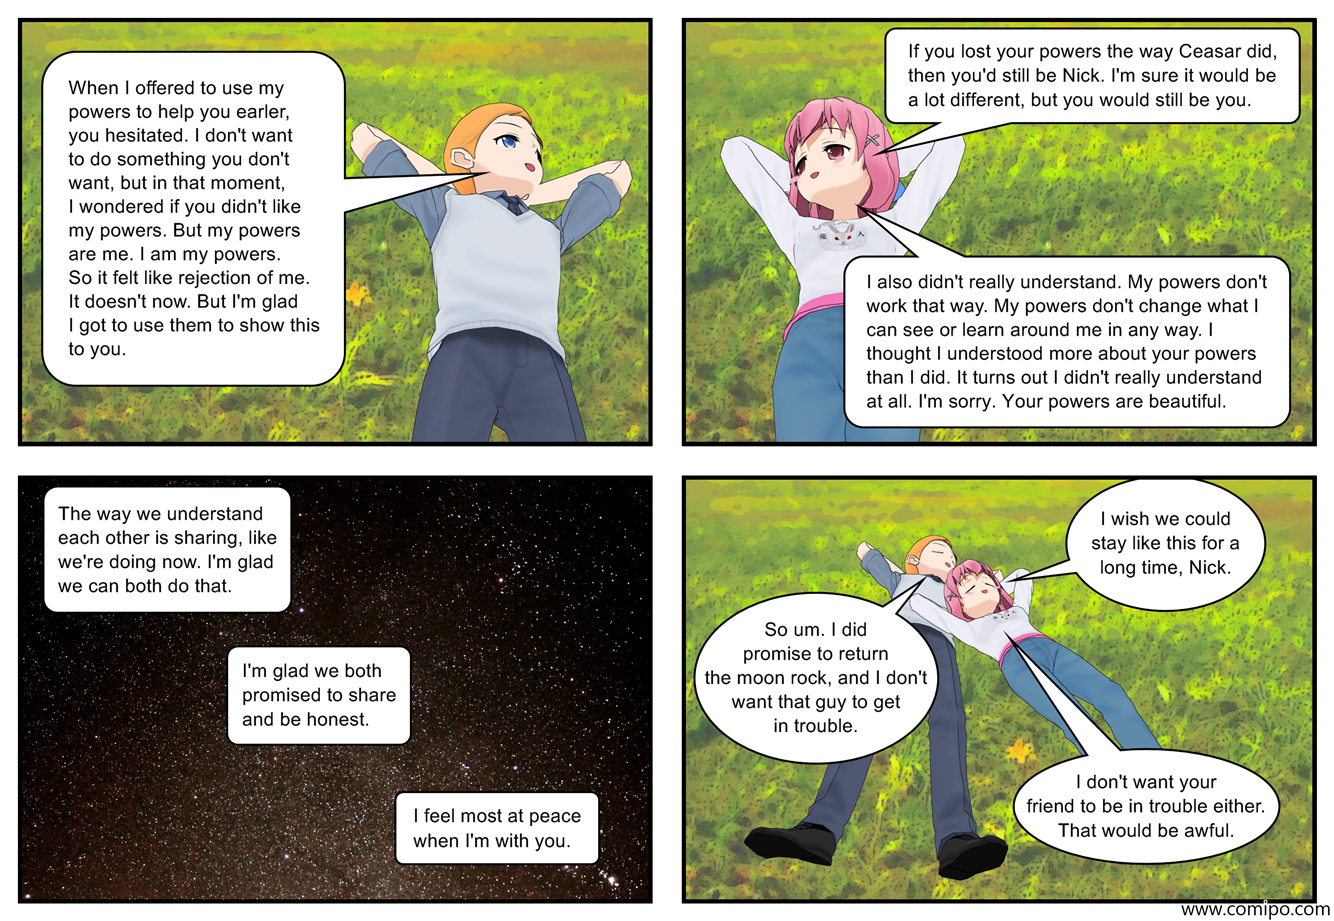 When I offered to use my
powers to help you earler,
you hesitated. I don't want
to do something you don't
want, but in that moment,
I wondered if you didn't like
my powers. But my powers
are me. I am my powers.
So it felt like rejection of me.
It doesn't now. But I'm glad
I got to use them to show this
to you.
If you lost your powers the way Ceasar did,
then you'd still be Nick. I'm sure it would be
a lot different, but you would still be you.
I also didn't really understand. My powers don't
work that way. My powers don't change what I
can see or learn around me in any way. I
thought I understood more about your powers
than I did. It turns out I didn't really understand
at all. I'm sorry. Your powers are beautiful.
The way we understand
each other is sharing, like
we're doing now. I'm glad
we can both do that.
I'm glad we both
promised to share
and be honest.
I feel most at peace
when I'm with you.
I wish we could
stay like this for a
long time, Nick.
So um. I did
promise to return
the moon rock, and I don't
want that guy to get
in trouble.
I don't want your
friend to be in trouble either.
That would be awful.
www.comipo.com